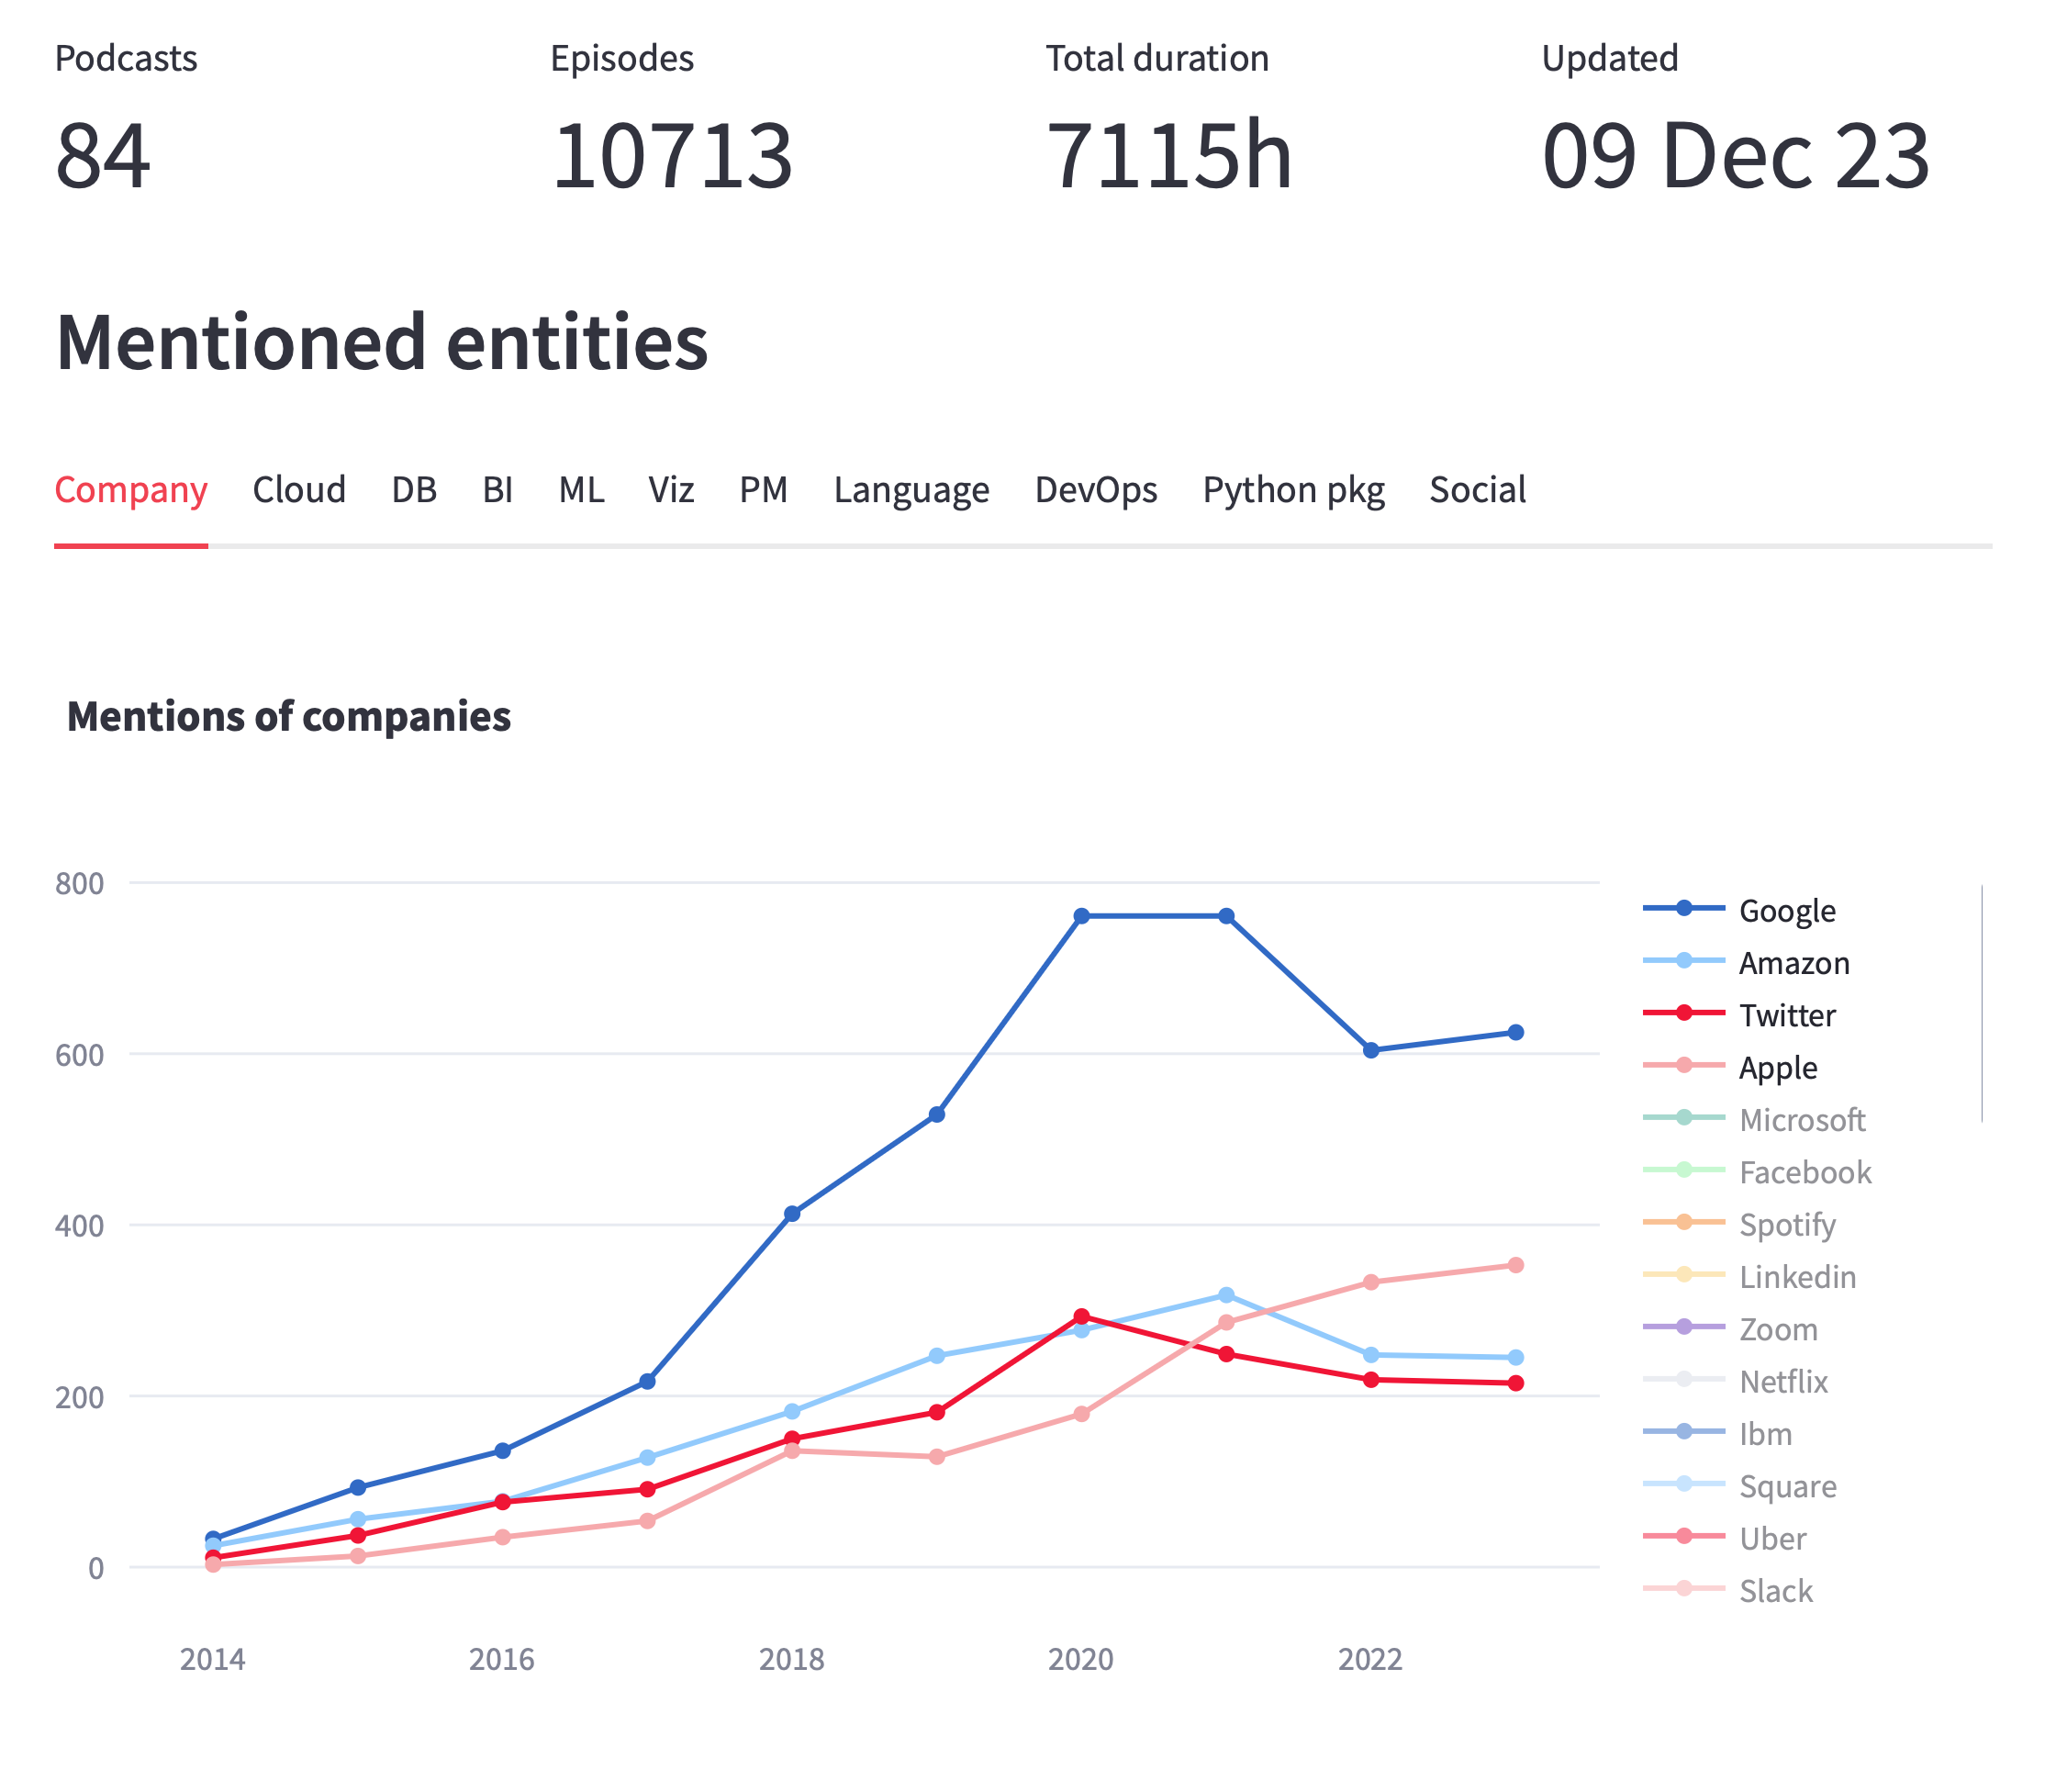 Podcasts Episodes Total duration Updated
84 10713 7115h 09 Dec 23
Mentioned entities
Company Cloud DB BI ML Viz PM Language DevOps Python pkg Social
Mentions of companies
800
600
400
200
0
2014 2016 2018 2020 2022
Google
Amazon
Twitter
Apple
Microsoft
Facebook
Spotify
Linkedin
Zoom
Netflix
Ibm
Square
Uber
Slack